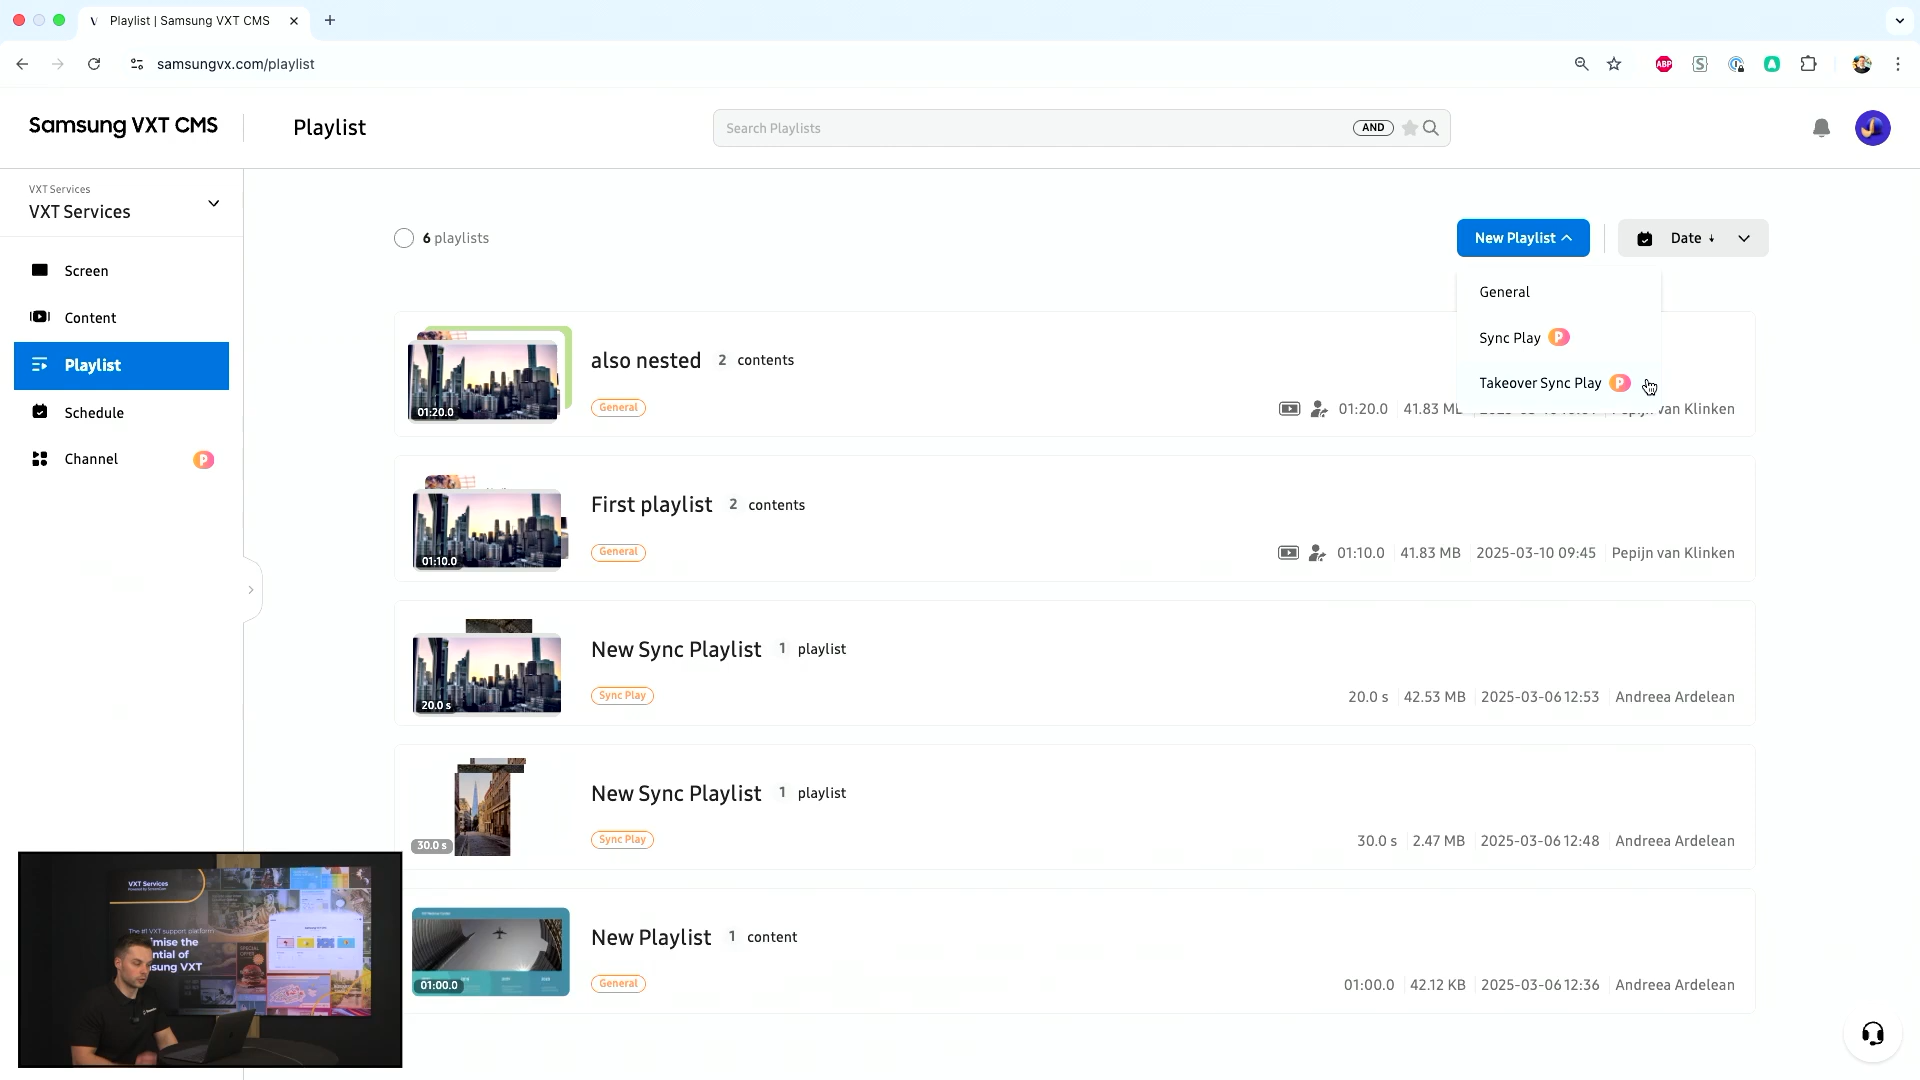 Playlist | Samsung VXT CMS
samsungvx.com/playlist
ABP
Samsung VXT CMS
Playlist
Search Playlists
AND
VXT Services
VXT Services
Screen
Content
Playlist
Schedule
Channel
P
6 playlists
New Playlist
Date
General
Sync Play P
Takeover Sync Play P
also nested 2 contents
01:20.0
General
01:20.0
van Klinken
First playlist 2 contents
01:10.0
General
01:10.0 41.83 MB 2025-03-10 09:45 Pepijn van Klinken
New Sync Playlist 1 playlist
20.0 s
Sync Play
20.0 s 42.53 MB 2025-03-06 12:53 Andreea Ardelean
New Sync Playlist 1 playlist
30.0 s
Sync Play
30.0 s 2.47 MB 2025-03-06 12:48 Andreea Ardelean
New Playlist 1 content
01:00.0
General
01:00.0 42.12 KB 2025-03-06 12:36 Andreea Ardelean
VXT Services
The #1 VXT support platform